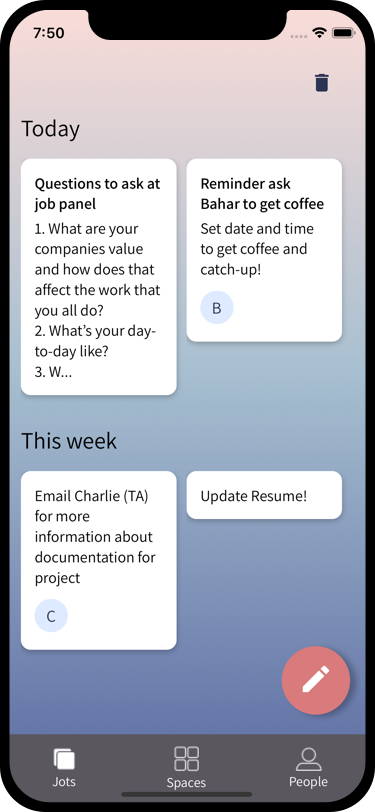 7:50
Today
Questions to ask at
job panel
1. What are your
companies value
and how does that
affect the work that
you all do?
2. What’s your day-
to-day like?
3. W...
Reminder ask
Bahar to get coffee
Set date and time
to get coffee and
catch-up!
B
This week
Email Charlie (TA)
for more
information about
documentation for
project
C
Update Resume!
Jots
Spaces
People